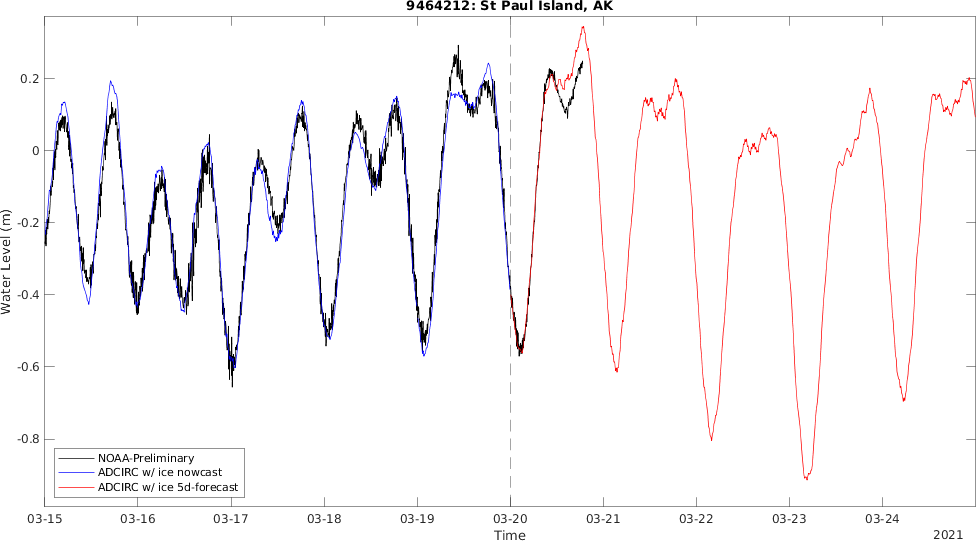 9464212: St Paul Island, AK
0.2
0
-0.2
-0.4
-0.6
-0.8
Water Level (m)
NOAA-Preliminary
ADCIRC w/ ice nowcast
ADCIRC w/ ice 5d-forecast
03-15 03-16 03-17 03-18 03-19 03-20 03-21 03-22 03-23 03-24
Time
2021